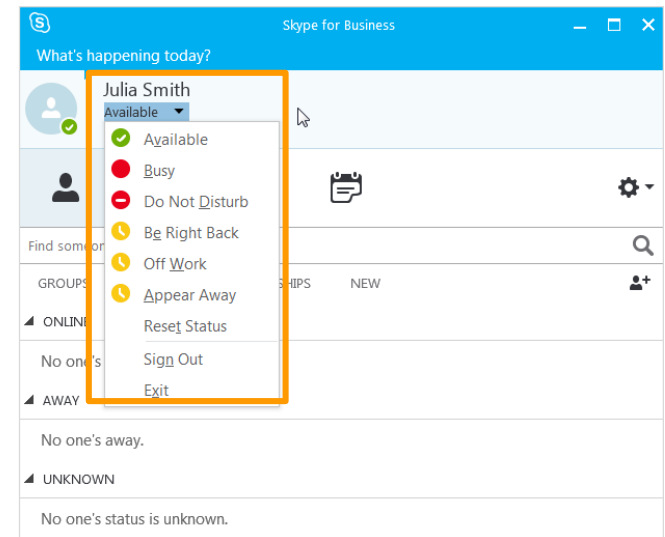 Skype for Business
What's happening today?
Julia Smith
Available
Available
Busy
Do Not Disturb
Be Right Back
Off Work
Appear Away
Reset Status
Sign Out
Exit
Find
GROUPS NEW
ONLINE
No one's
AWAY
No one's away.
UNKNOWN
No one's status is unknown.